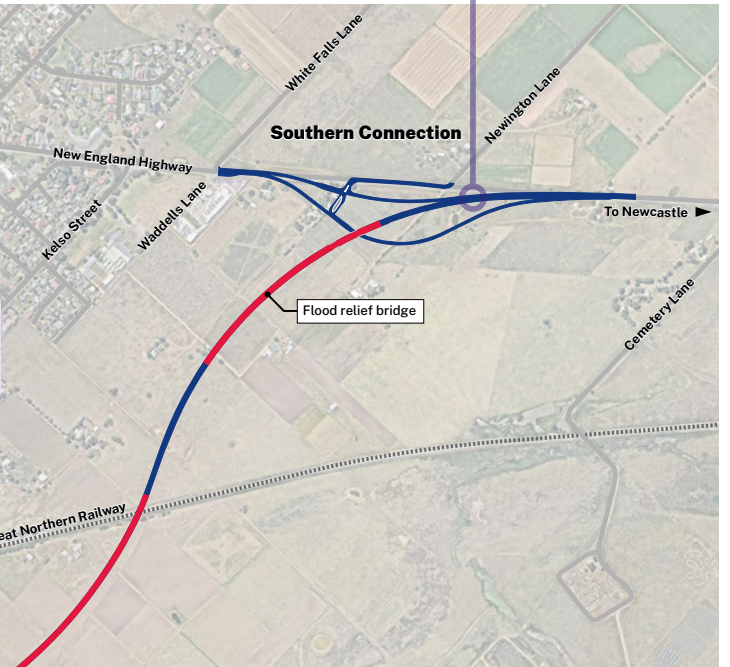 White Falls Lane
Newington Lane
Southern Connection
New England Highway
Waddells Lane
Kelso Street
To Newcastle
Flood relief bridge
Cemetery Lane
eat Northern Railway